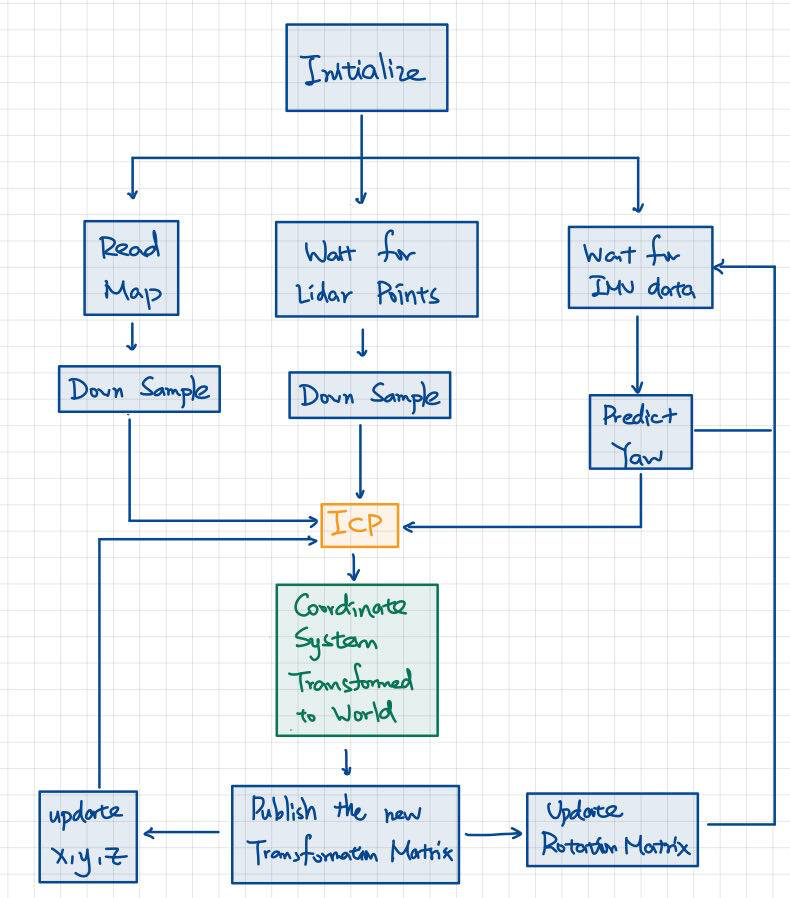 Initialize
Read
Map
Wait for
Lidar Points
Wait for
IMU data
Down Sample
Down Sample
Predict
Yaw
ICP
Coordinate
System
Transformed
to World
update
x,y,z
Publish the new
Transformation Matrix
Update
Rotation Matrix